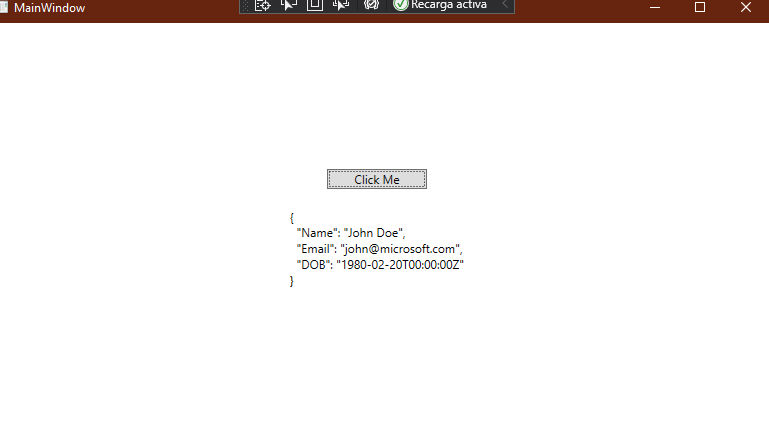 MainWindow
Recarga activa
Click Me
{
"Name": "John Doe",
"Email": "john@microsoft.com",
"DOB": "1980-02-20T00:00:00Z"
}